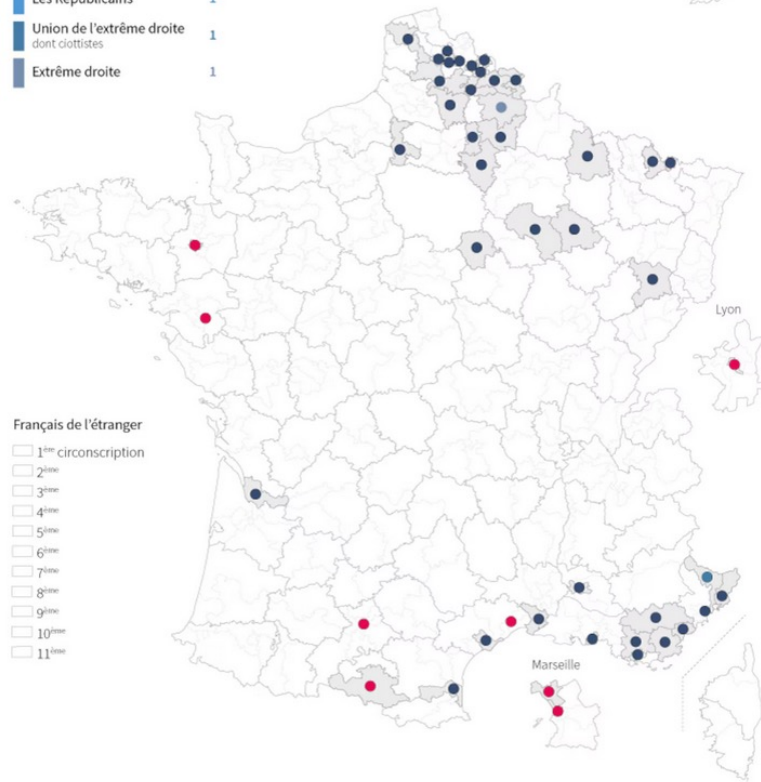 Les Républicains 1
Union de l'extrême droite 1
dont ciottistes
Extrême droite 1
Lyon
Français de l'étranger
1ère circonscription
2ème
3ème
4ème
5ème
6ème
7ème
8ème
9ème
10ème
11ème
Marseille